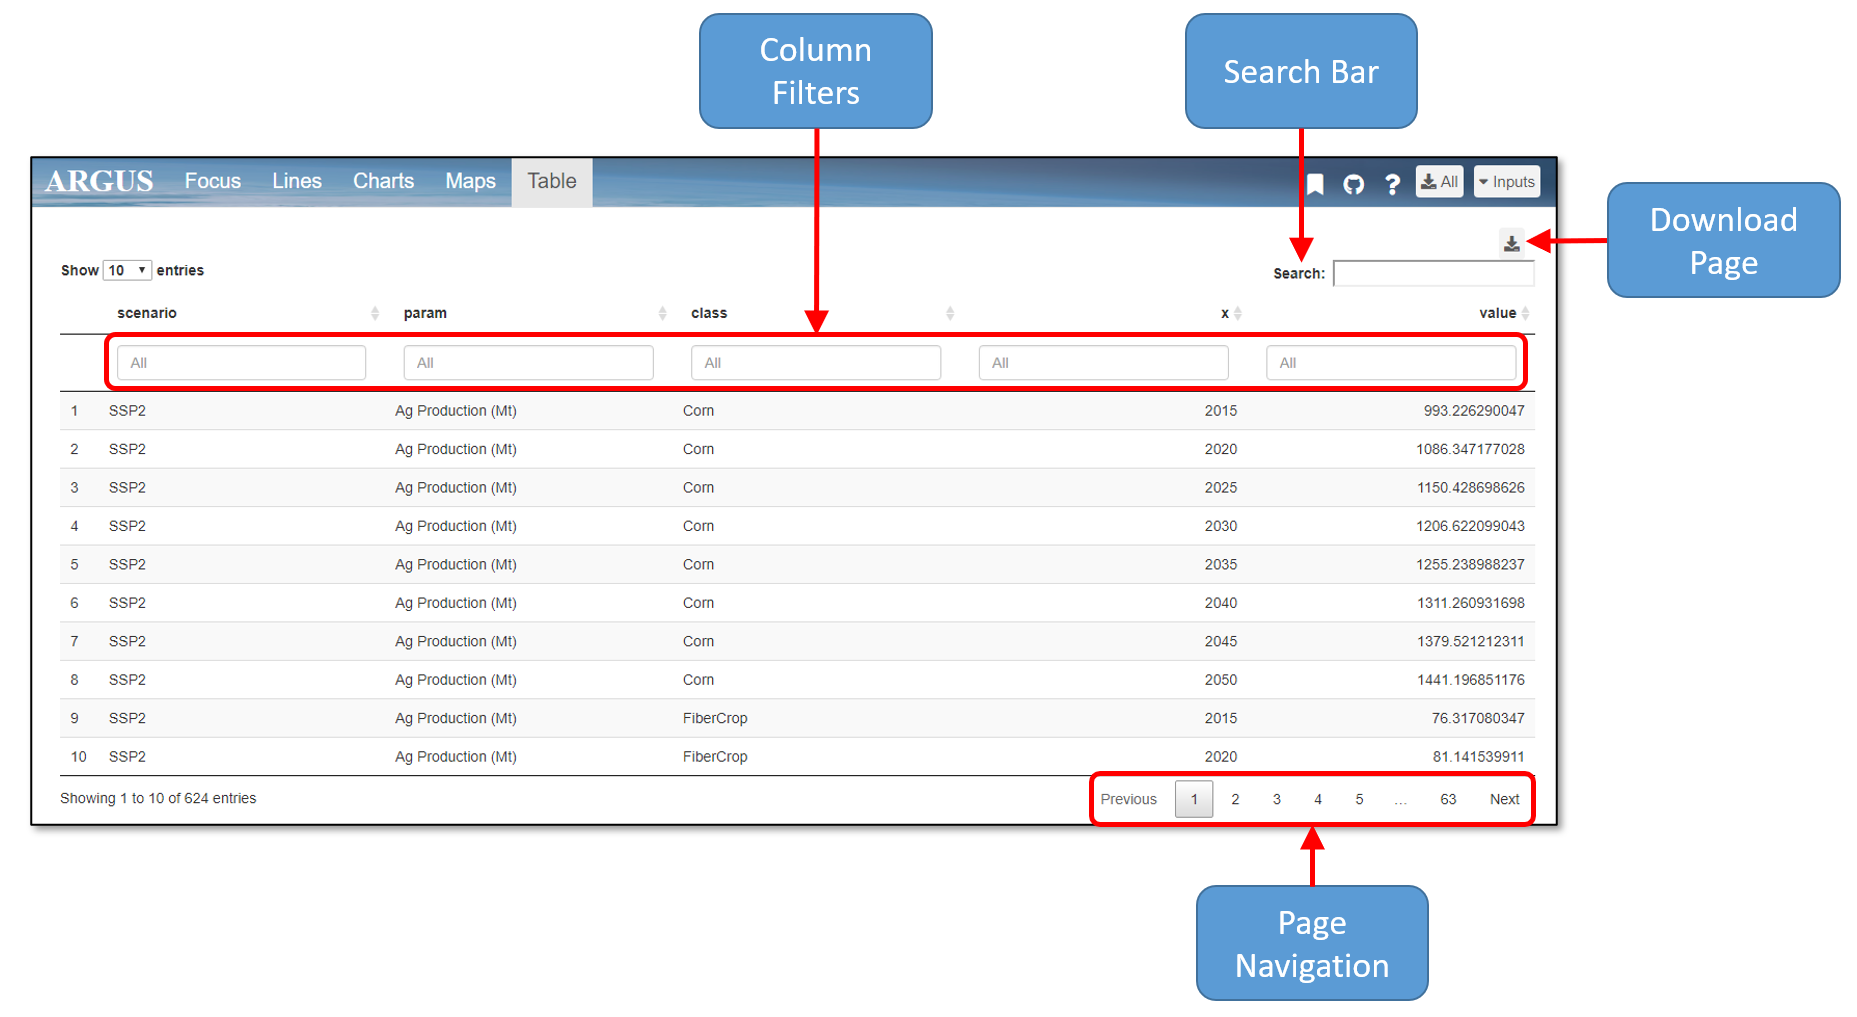 Column
Filters
Search Bar
ARGUS Focus Lines Charts Maps Table ? All Inputs
Download
Page
Show 10 entries
Search:
scenario param class x value
All All All All All
1 SSP2 Ag Production (Mt) Corn 2015 993.226290047
2 SSP2 Ag Production (Mt) Corn 2020 1086.347177028
3 SSP2 Ag Production (Mt) Corn 2025 1150.428698626
4 SSP2 Ag Production (Mt) Corn 2030 1206.622099043
5 SSP2 Ag Production (Mt) Corn 2035 1255.238988237
6 SSP2 Ag Production (Mt) Corn 2040 1311.260931698
7 SSP2 Ag Production (Mt) Corn 2045 1379.521212311
8 SSP2 Ag Production (Mt) Corn 2050 1441.196851176
9 SSP2 Ag Production (Mt) FiberCrop 2015 76.317080347
10 SSP2 Ag Production (Mt) FiberCrop 2020 81.141539911
Showing 1 to 10 of 624 entries
Previous 1 2 3 4 5 … 63 Next
Page
Navigation